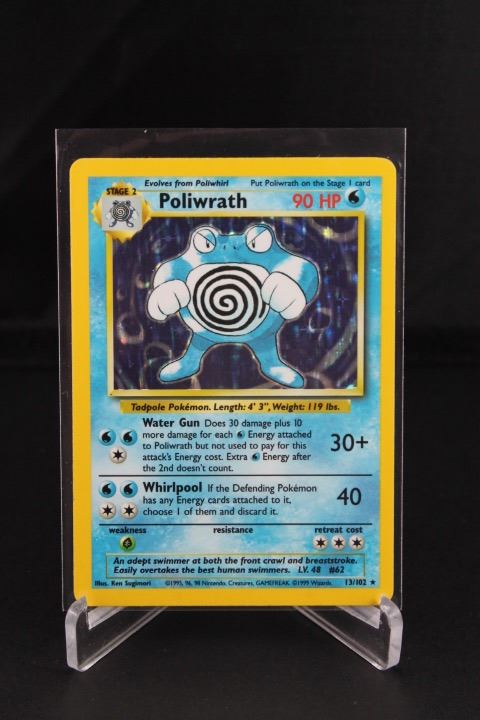 Evolves from Poliwhirl Put Poliwrath on the Stage 1 card
STAGE 2
Poliwrath 90 HP
Tadpole Pokémon. Length: 4' 3", Weight: 119 lbs.
Water Gun Does 30 damage plus 10
more damage for each Energy attached
to Poliwrath but not used to pay for this
attack's Energy cost. Extra Energy after
the 2nd doesn't count.
30+
Whirlpool If the Defending Pokémon
has any Energy cards attached to it,
choose 1 of them and discard it.
40
weakness resistance retreat cost
An adept swimmer at both the front crawl and breaststroke.
Easily overtakes the best human swimmers. LV. 48 #62
Illus. Ken Sugimori ©1995, 96, 98 Nintendo, Creatures, GAMEFREAK. ©1999 Wizards. 13/102 ★